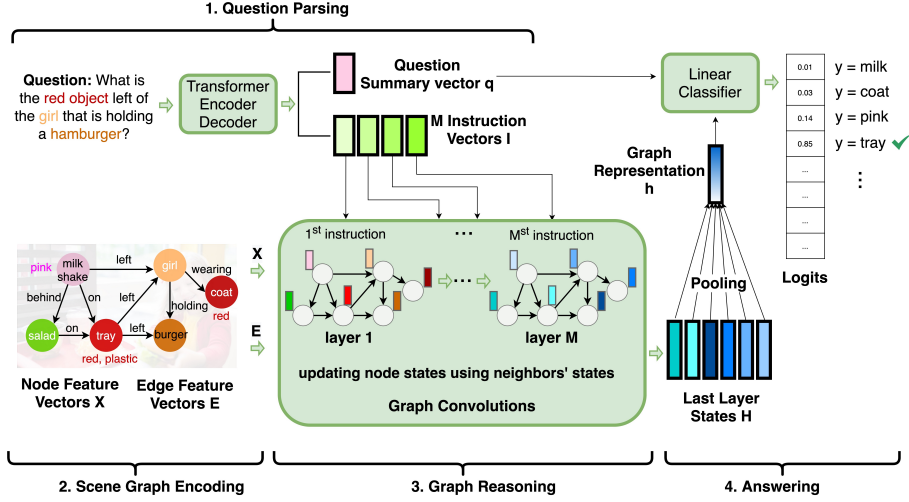 1. Question Parsing
Question: What is
the red object left of
the girl that is holding
a hamburger?
Transformer
Encoder
Decoder
Question
Summary vector q
M Instruction
Vectors I
Linear
Classifier
0.01
y = milk
0.03
y = coat
0.14
y = pink
0.85
y = tray
...
...
...
...
...
Logits
Graph
Representation
h
Pooling
Last Layer
States H
X
E
pink
milk
shake
left
girl
wearing
coat
red
behind
on
left
holding
salad
on
tray
left
burger
red, plastic
Node Feature
Vectors X
Edge Feature
Vectors E
1st instruction
...
Mst instruction
...
layer 1
layer M
updating node states using neighbors' states
Graph Convolutions
2. Scene Graph Encoding
3. Graph Reasoning
4. Answering